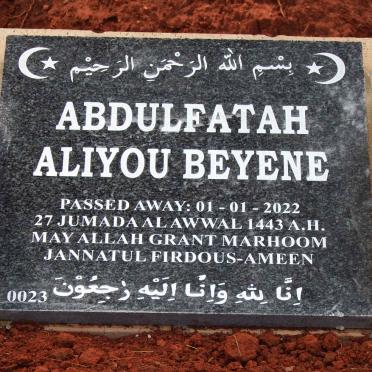 بِسْمِ اللهِ الرَّحْمَنِ الرَّحِيْمِ
ABDULFATAH
ALIYOU BEYENE
PASSED AWAY: 01 - 01 - 2022
27 JUMADA AL AWWAL 1443 A.H.
MAY ALLAH GRANT MARHOOM
JANNATUL FIRDOUS-AMEEN
اِنَّا لِلّٰهِ وَاِنَّا اِلَيْهِ رٰجِعُوْنَ
0023